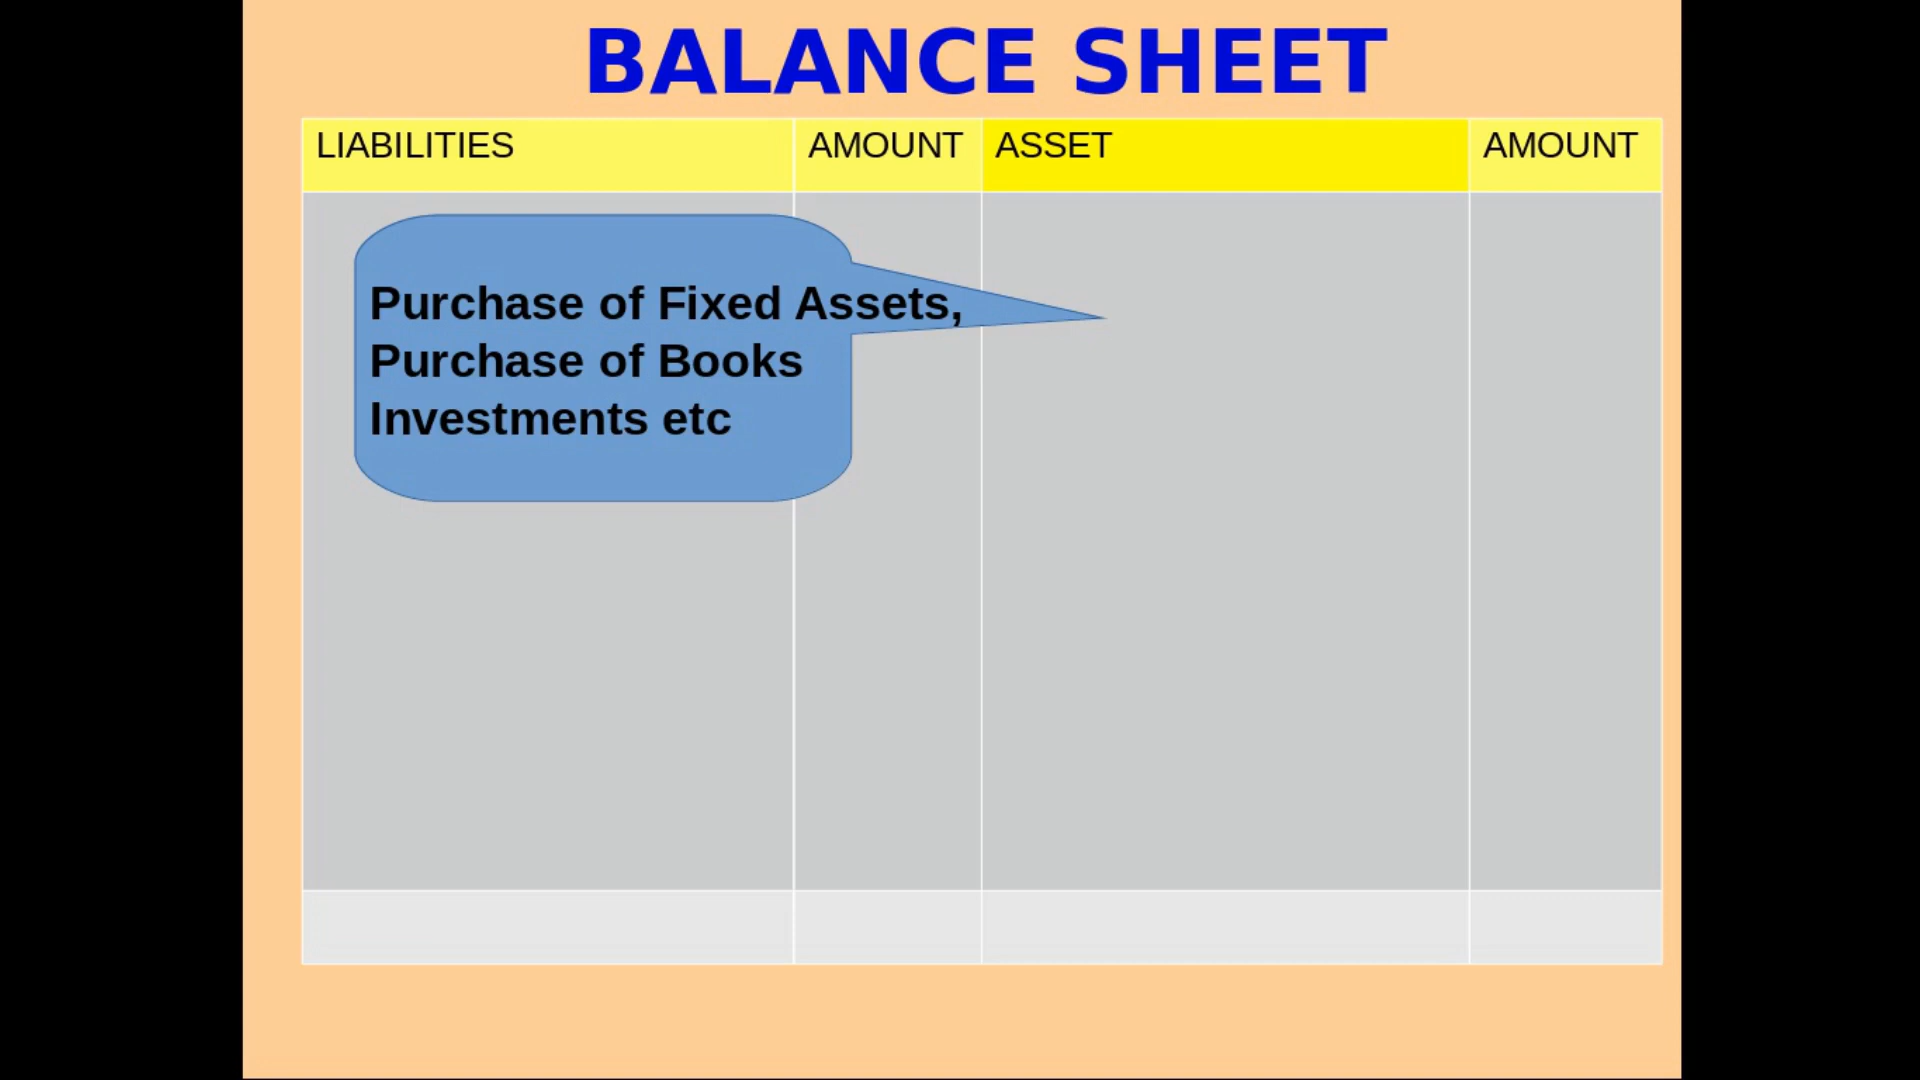 BALANCE SHEET
LIABILITIES AMOUNT ASSET AMOUNT
Purchase of Fixed Assets,
Purchase of Books
Investments etc